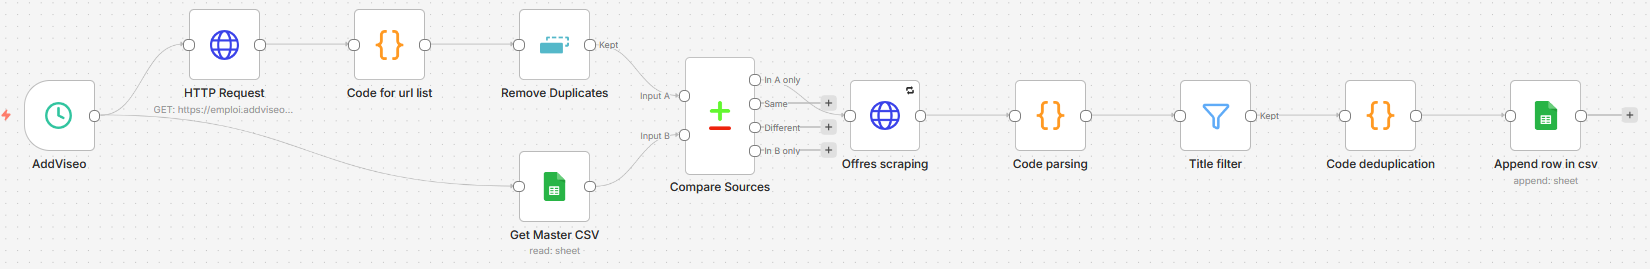 HTTP Request
GET: https://emploi.addviseo...
Code for url list
Remove Duplicates
Kept
AddViseo
Get Master CSV
read: sheet
Input A
Input B
Compare Sources
In A only
Same
Different
In B only
Offres scraping
Code parsing
Title filter
Kept
Code deduplication
Append row in csv
append: sheet